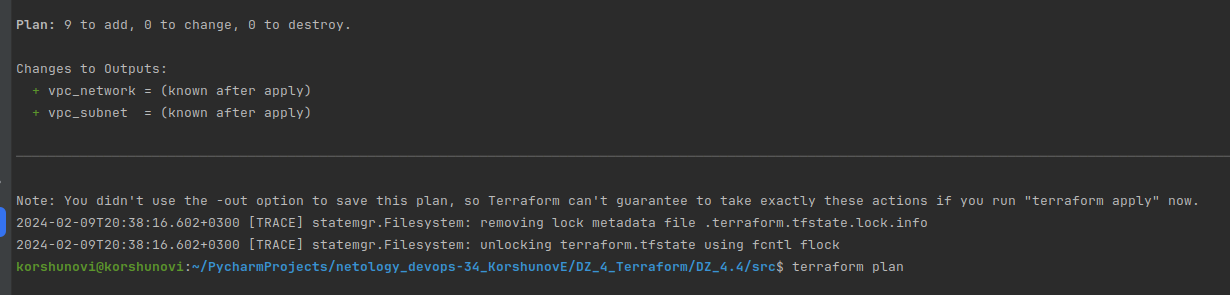 Plan: 9 to add, 0 to change, 0 to destroy.
Changes to Outputs:
+ vpc_network = (known after apply)
+ vpc_subnet  = (known after apply)
Note: You didn't use the -out option to save this plan, so Terraform can't guarantee to take exactly these actions if you run "terraform apply" now.
2024-02-09T20:38:16.602+0300 [TRACE] statemgr.Filesystem: removing lock metadata file .terraform.tfstate.lock.info
2024-02-09T20:38:16.602+0300 [TRACE] statemgr.Filesystem: unlocking terraform.tfstate using fcntl flock
korshunovi@korshunovi:~/PycharmProjects/netology_devops-34_KorshunovE/DZ_4_Terraform/DZ_4.4/src$ terraform plan